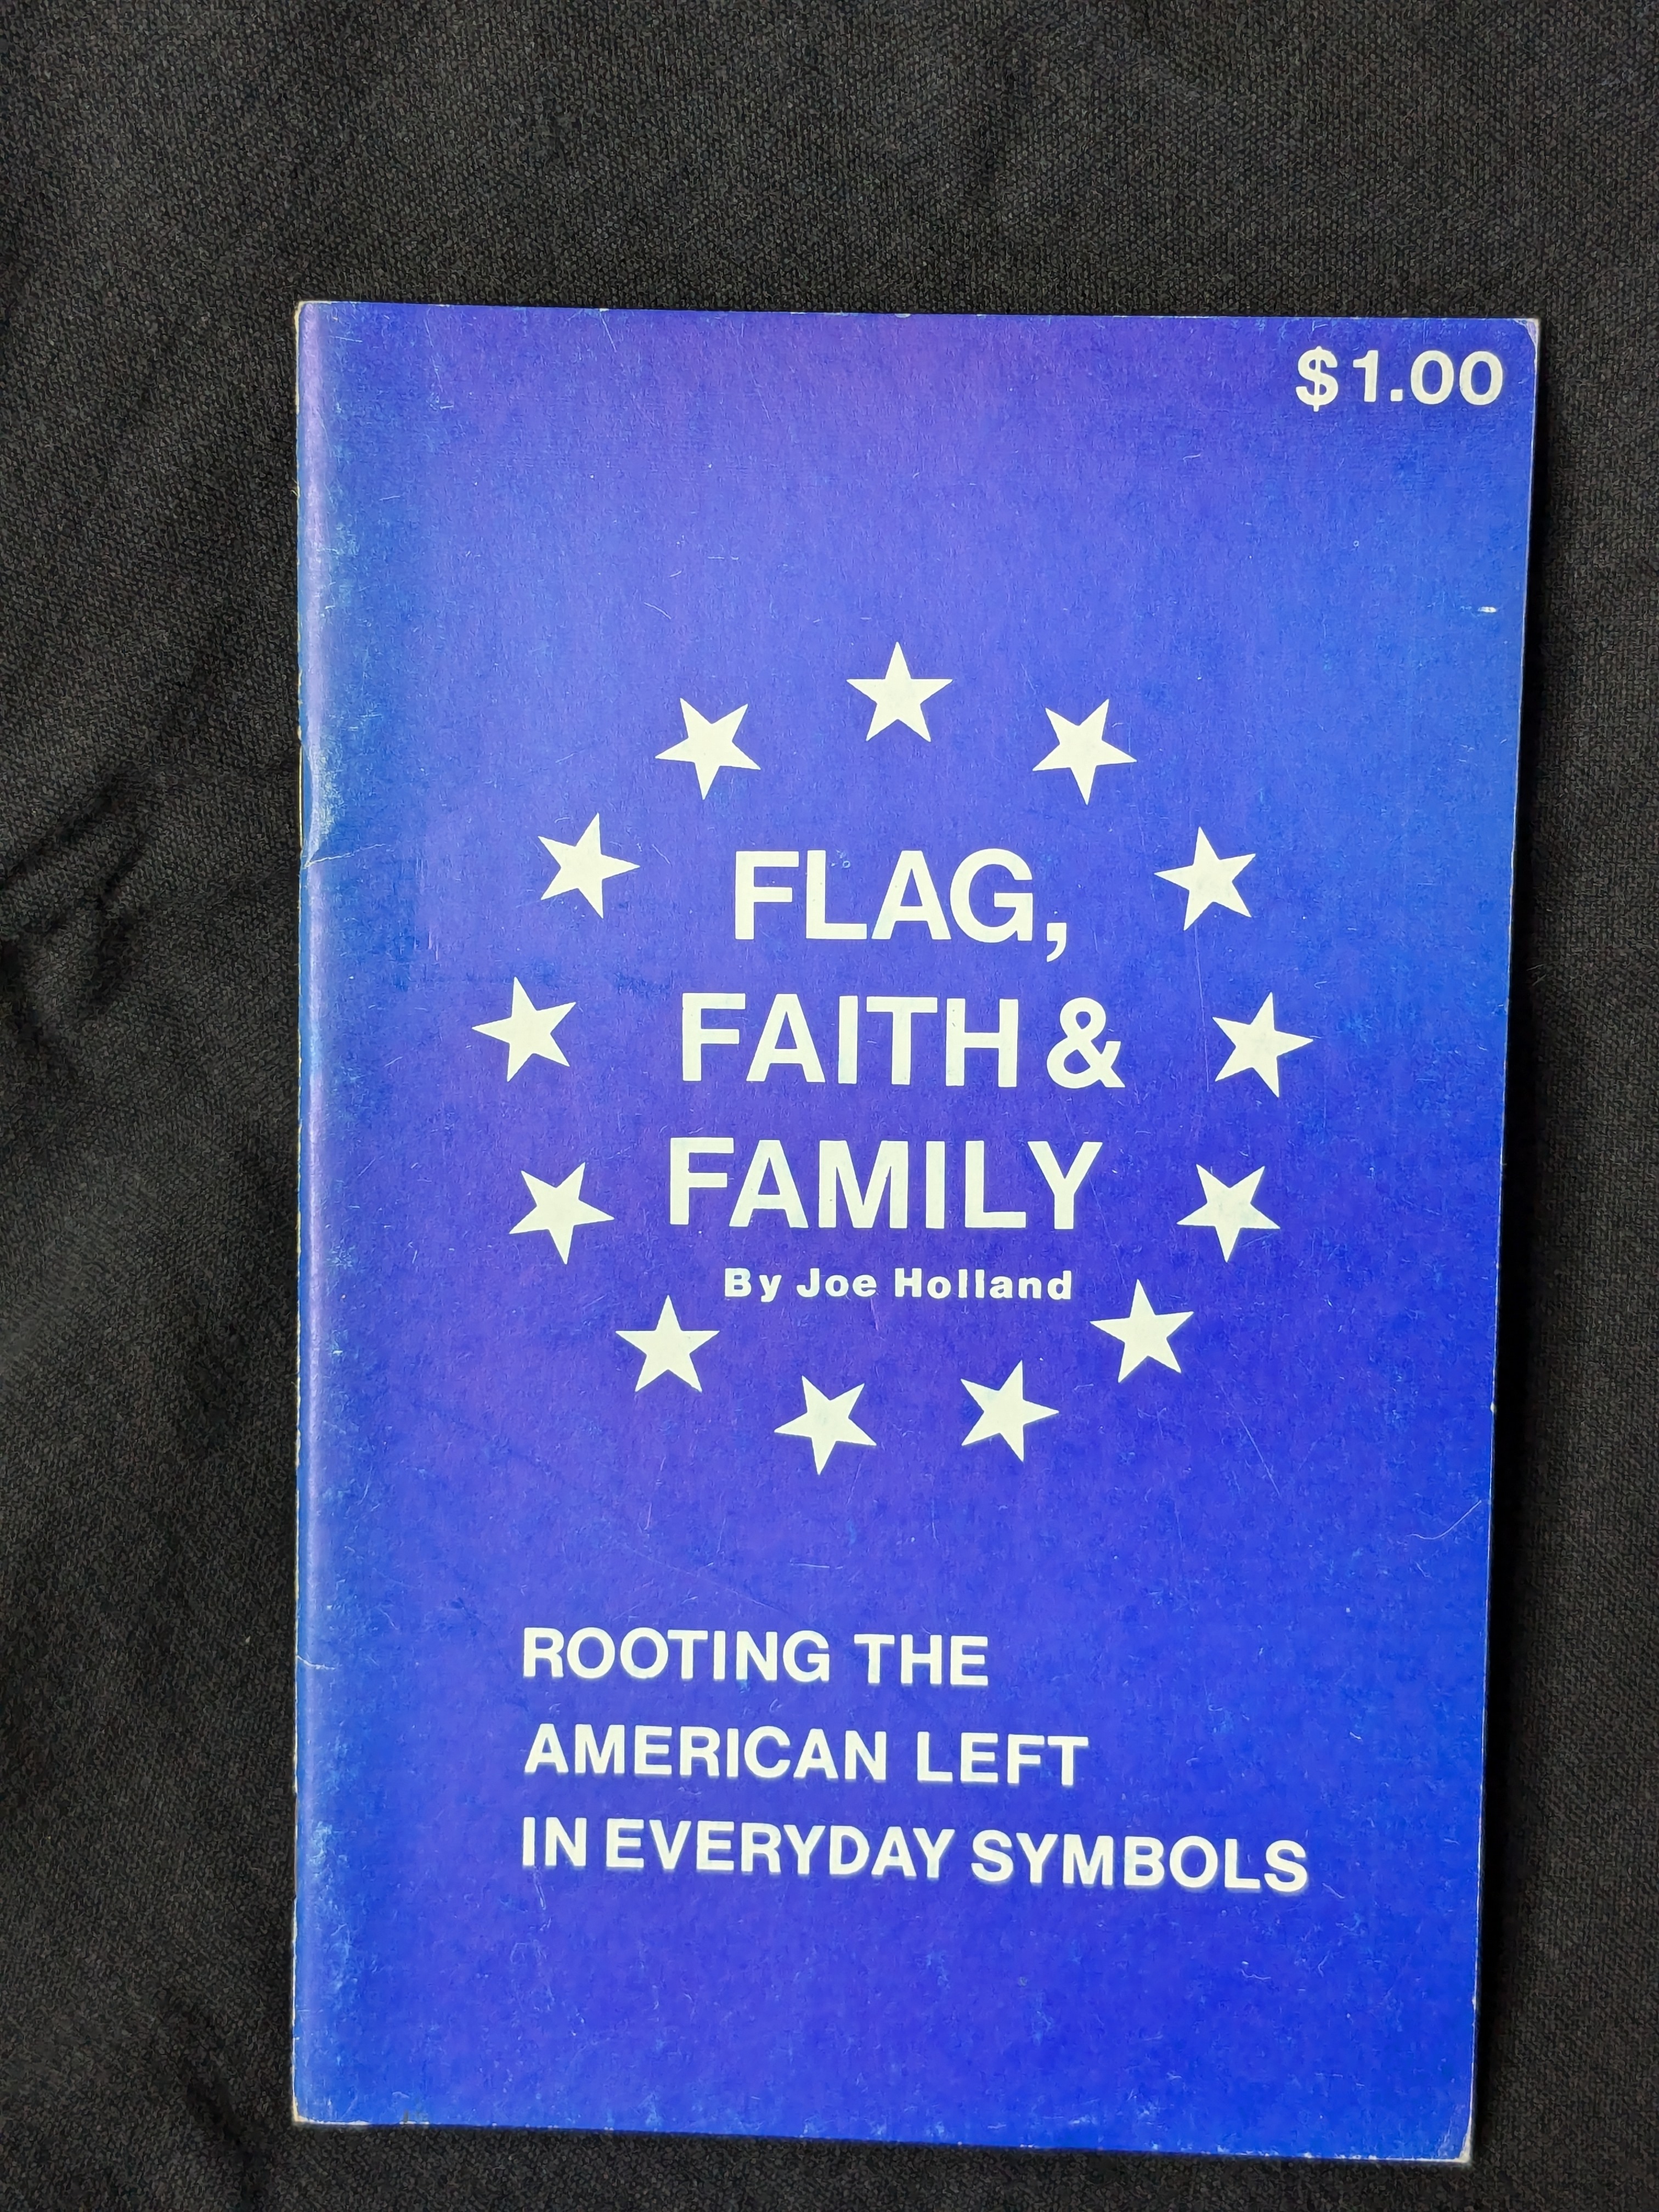 $1.00
FLAG,
FAITH &
FAMILY
By Joe Holland
ROOTING THE
AMERICAN LEFT
IN EVERYDAY SYMBOLS